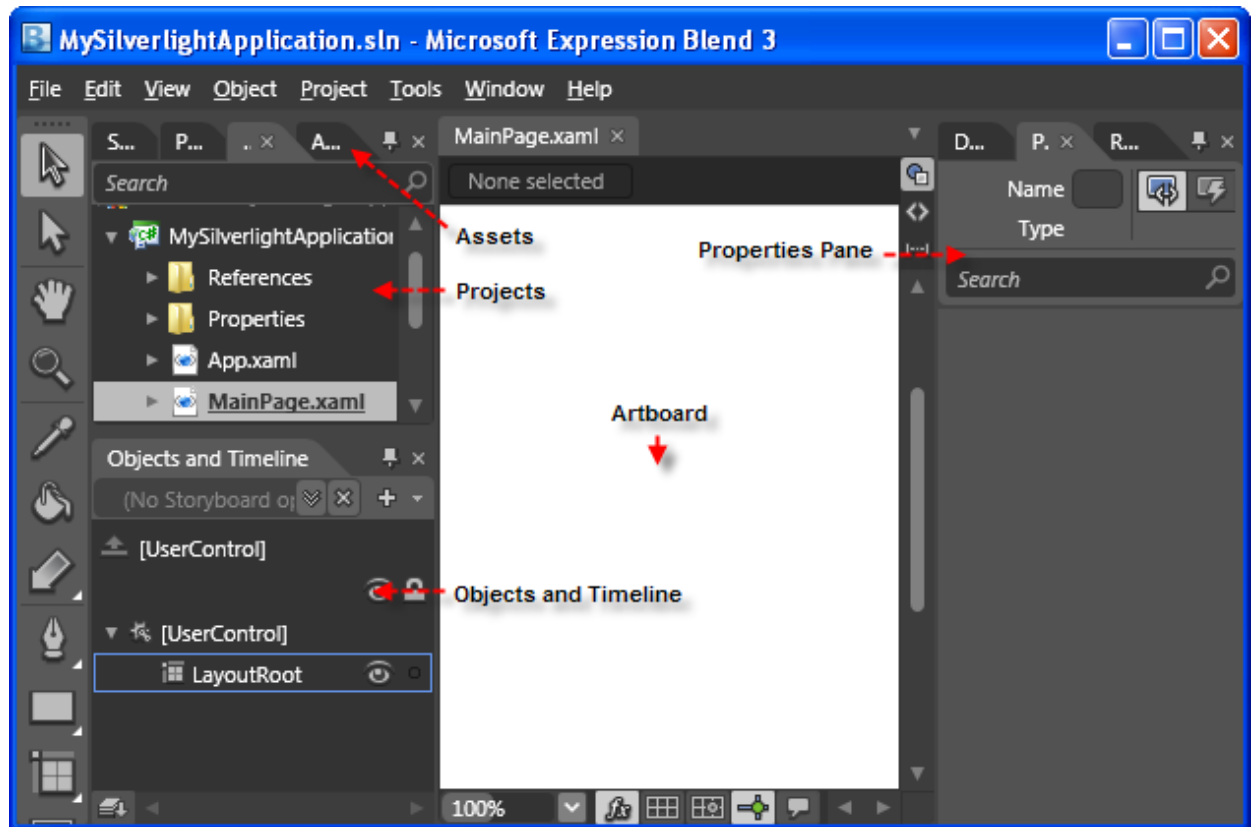 MySilverlightApplication.sln - Microsoft Expression Blend 3
File Edit View Object Project Tools Window Help
S... P... .. × A... ×
MainPage.xaml ×
D... P. × R... ×
Search
None selected
Name
Type
MySilverlightApplication
Assets
Properties Pane
Search
References
Projects
Properties
App.xaml
MainPage.xaml
Artboard
Objects and Timeline ×
(No Storyboard o
[UserControl]
Objects and Timeline
[UserControl]
LayoutRoot
100% fx